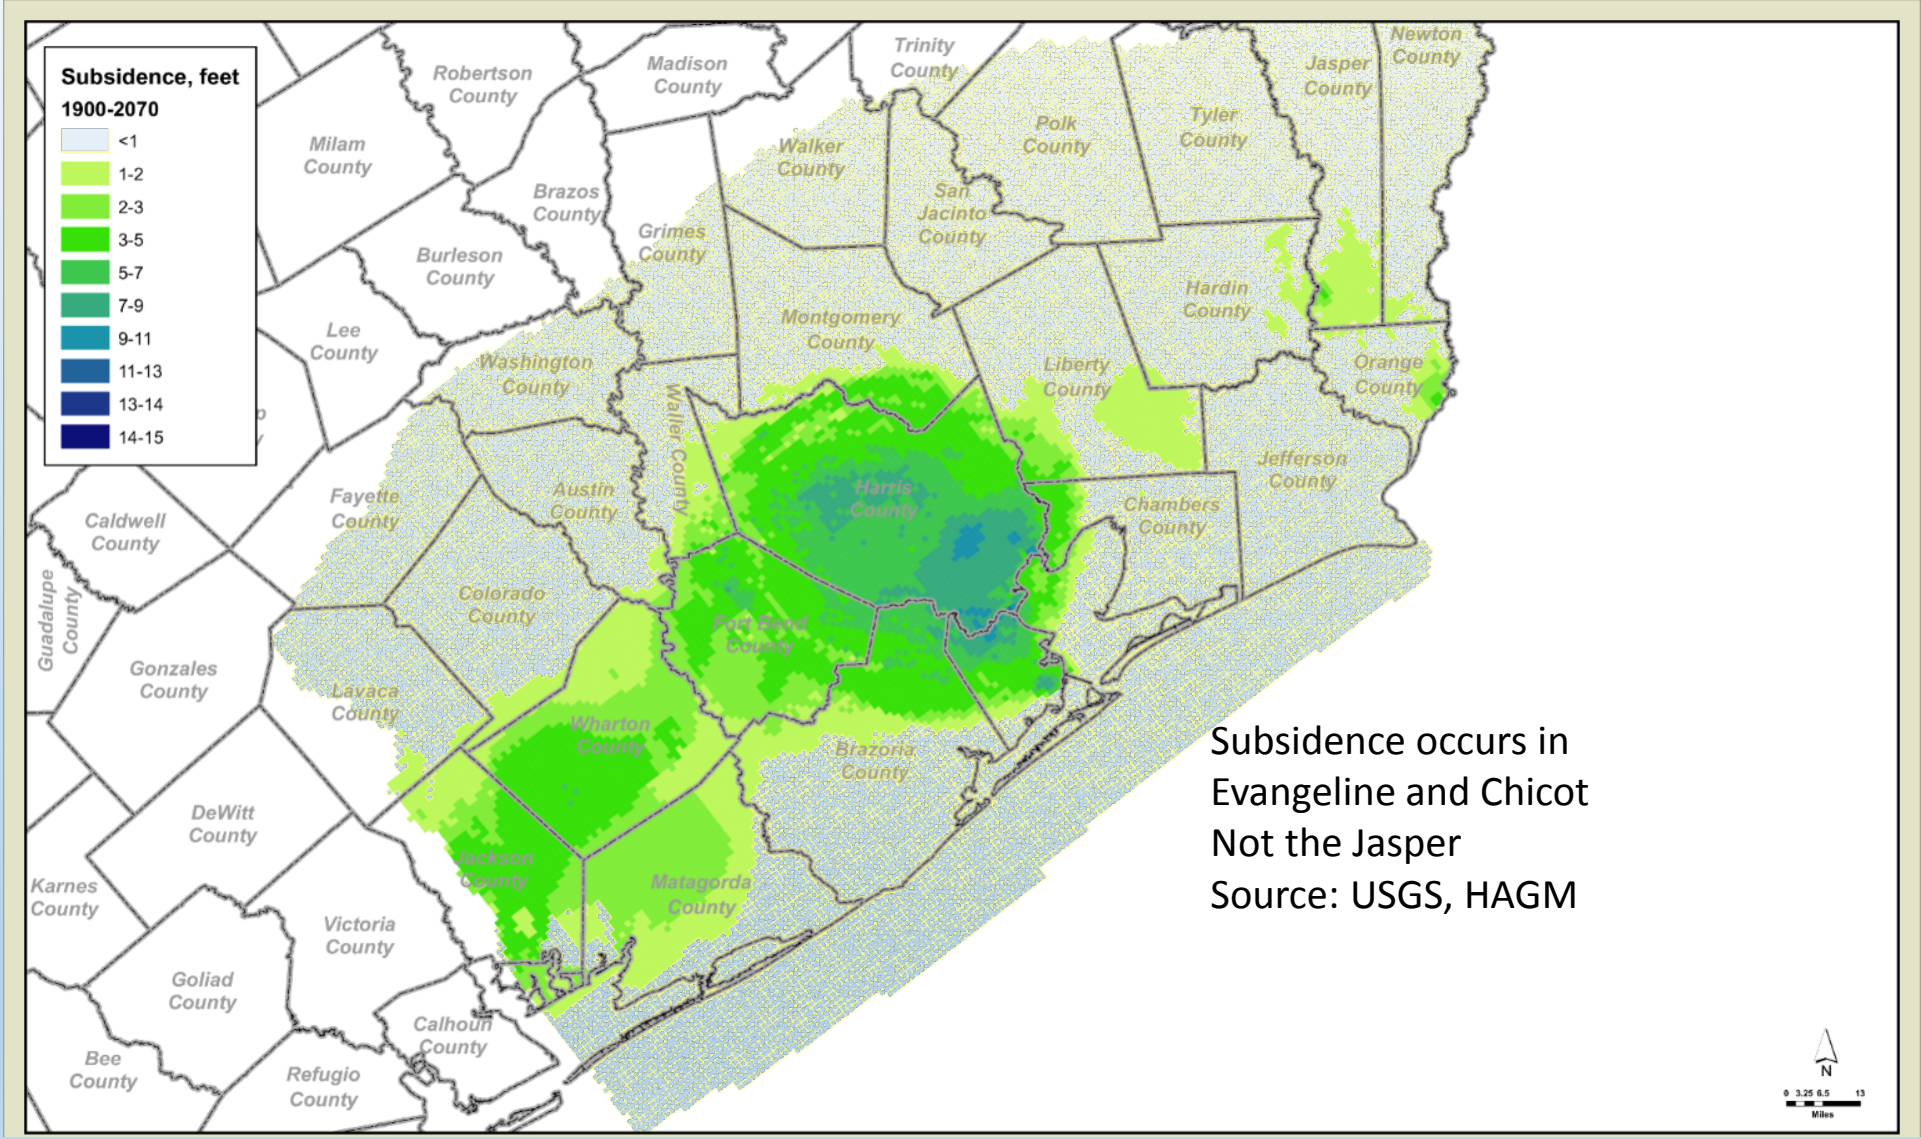 Subsidence, feet
1900-2070
<1
1-2
2-3
3-5
5-7
7-9
9-11
11-13
13-14
14-15
Robertson
County
Madison
County
Trinity
County
Newton
County
Jasper
County
Milam
County
Brazos
County
Walker
County
Polk
County
Tyler
County
San
Jacinto
County
Grimes
County
Burleson
County
Hardin
County
Lee
County
Montgomery
County
Washington
County
Liberty
County
Orange
County
Waller County
Fayette
County
Austin
County
Harris
County
Jefferson
County
Chambers
County
Caldwell
County
Guadalupe
County
Colorado
County
Fort Bend
County
Gonzales
County
Lavaca
County
Wharton
County
Brazoria
County
DeWitt
County
Jackson
County
Matagorda
County
Karnes
County
Victoria
County
Goliad
County
Calhoun
County
Bee
County
Refugio
County
Subsidence occurs in
Evangeline and Chicot
Not the Jasper
Source: USGS, HAGM
N
0 3.25 6.5 13
Miles